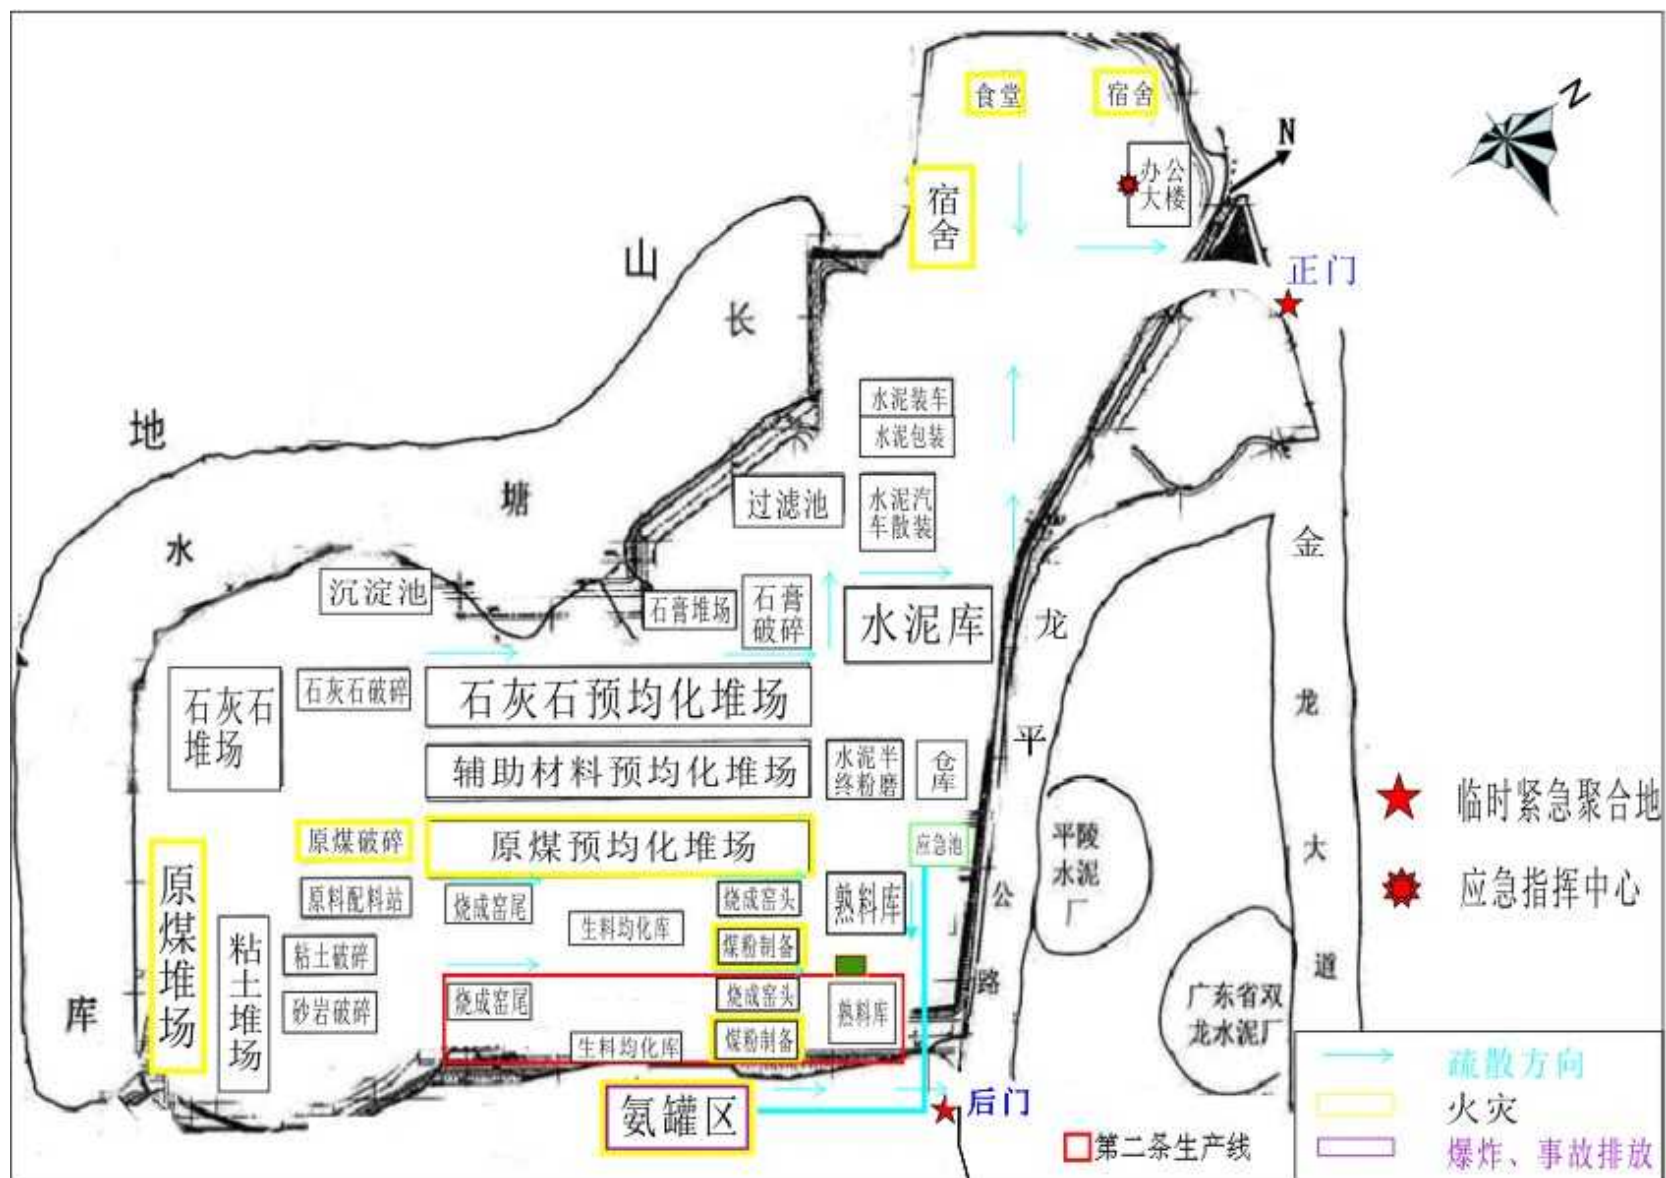 Z
食堂
宿舍
N
办公
大楼
宿
舍
正门
山
长
地
塘
水
库
水泥装车
水泥包装
过滤池
水泥汽
车散装
沉淀池
石膏堆场
石膏
破碎
水泥库
金
龙
大
道
龙
平
公
路
石灰石
堆场
石灰石破碎
石灰石预均化堆场
辅助材料预均化堆场
水泥半
终粉磨
仓
库
原煤破碎
原煤预均化堆场
应急池
平陵
水泥
厂
临时紧急聚合地
应急指挥中心
原
煤
堆
场
原料配料站
烧成窑尾
烧成窑头
熟料库
生料均化库
粘
土
堆
场
粘土破碎
煤粉制备
砂岩破碎
烧成窑尾
烧成窑头
熟料库
生料均化库
煤粉制备
广东省双
龙水泥厂
氨罐区
后门
第二条生产线
疏散方向
火灾
爆炸、事故排放